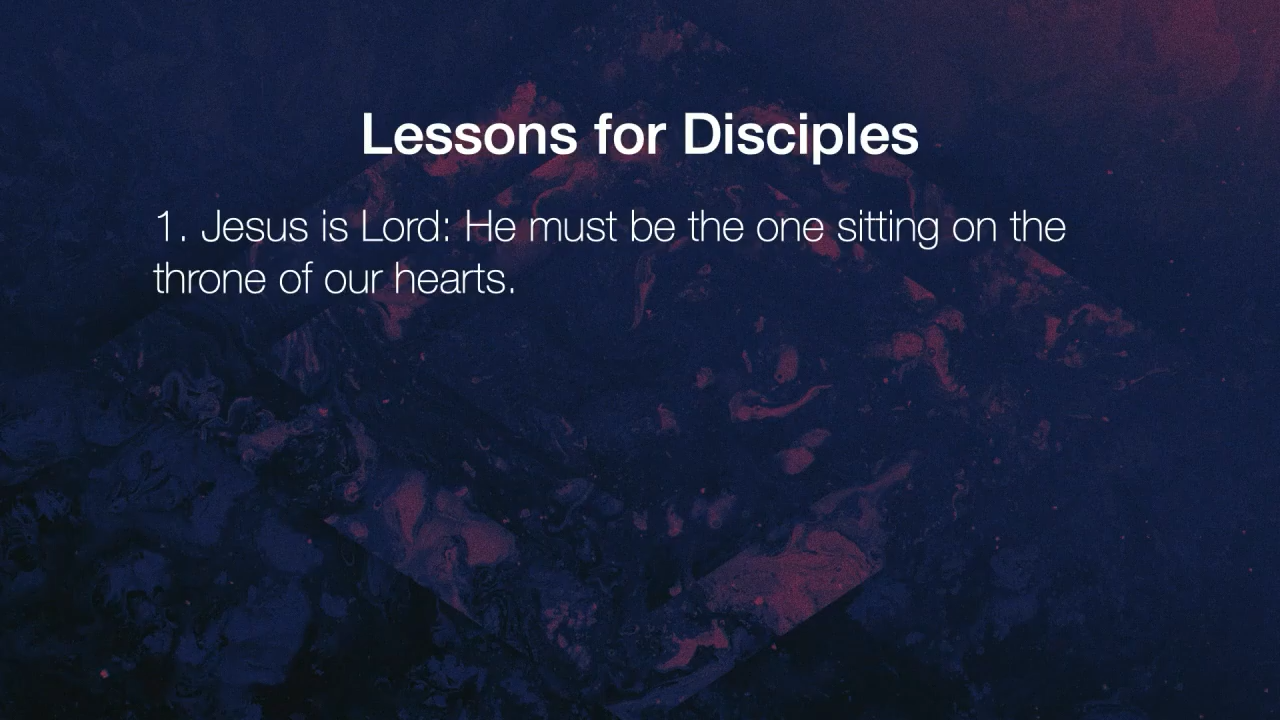 Lessons for Disciples
1. Jesus is Lord: He must be the one sitting on the
throne of our hearts.